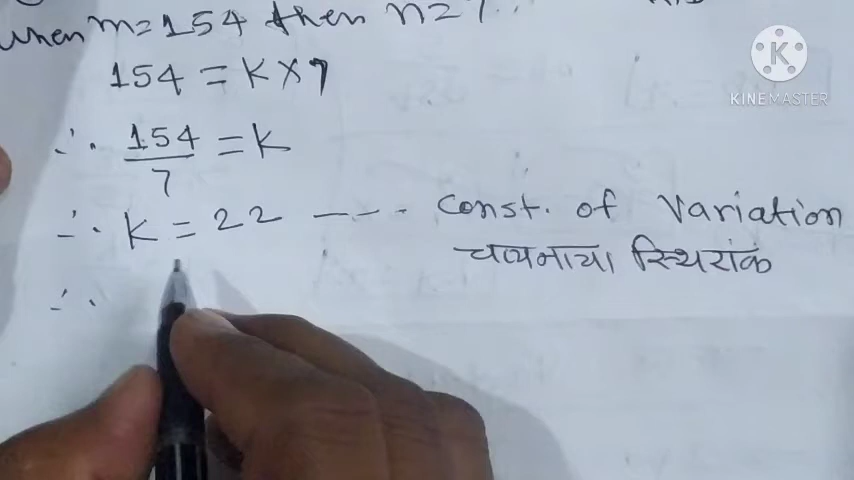 when m=154 then n=7..
154 = K × 7
∴ 154/7 = K
∴ K = 22 ---- Const. of Variation
चलनाचा स्थिरांक
∴
KINEMASTER